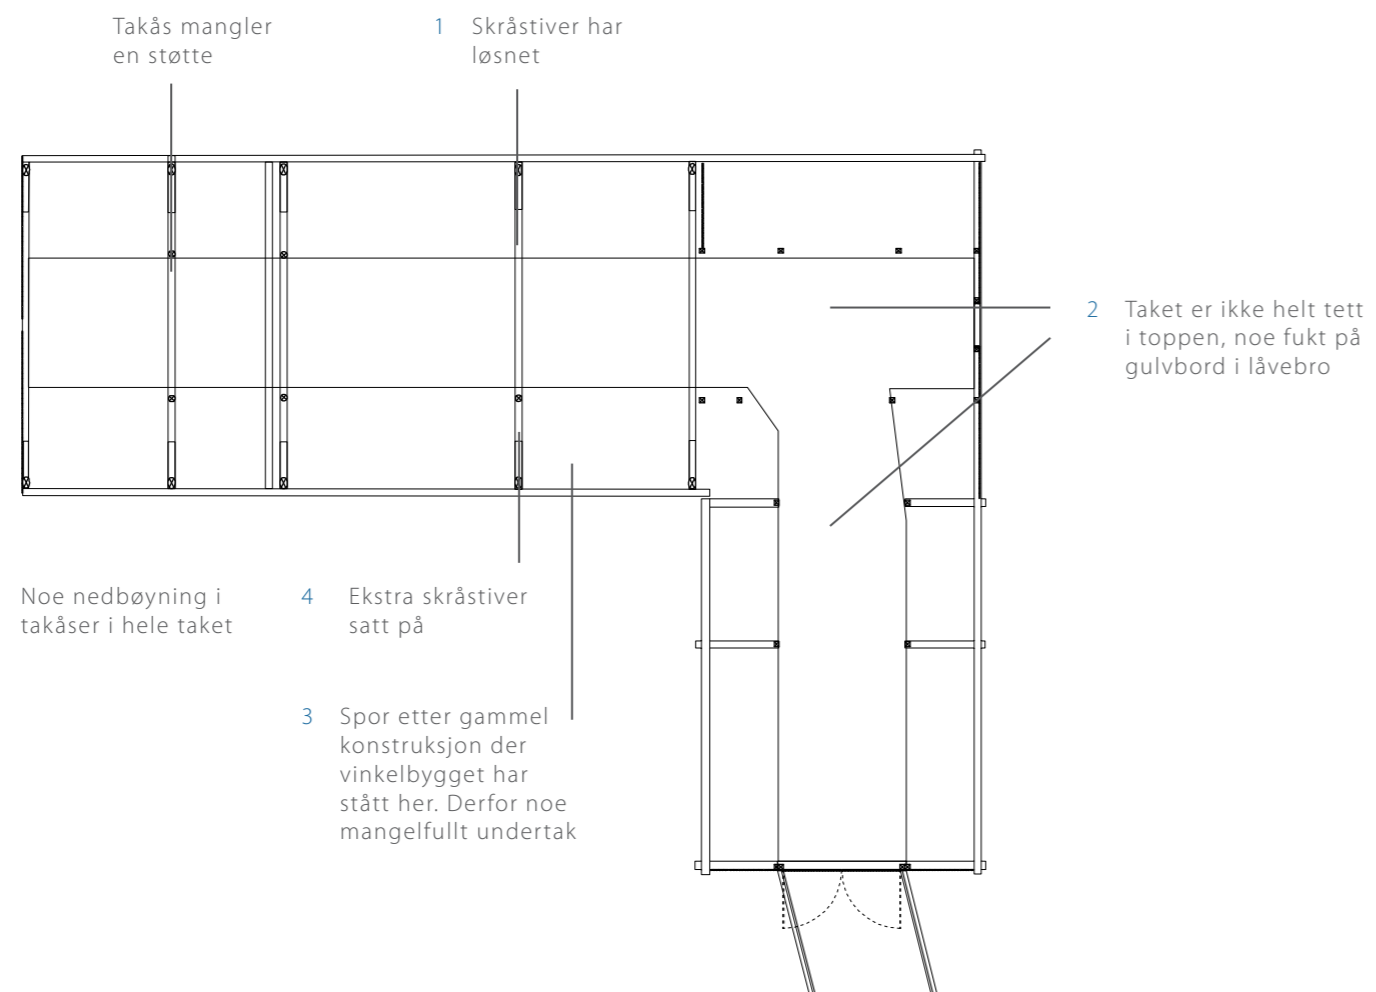 Takås mangler
en støtte
1 Skråstiver har
løsnet
2 Taket er ikke helt tett
i toppen, noe fukt på
gulvbord i låvebro
Noe nedbøyning i
takåser i hele taket
4 Ekstra skråstiver
satt på
3 Spor etter gammel
konstruksjon der
vinkelbygget har
stått her. Derfor noe
mangelfullt undertak